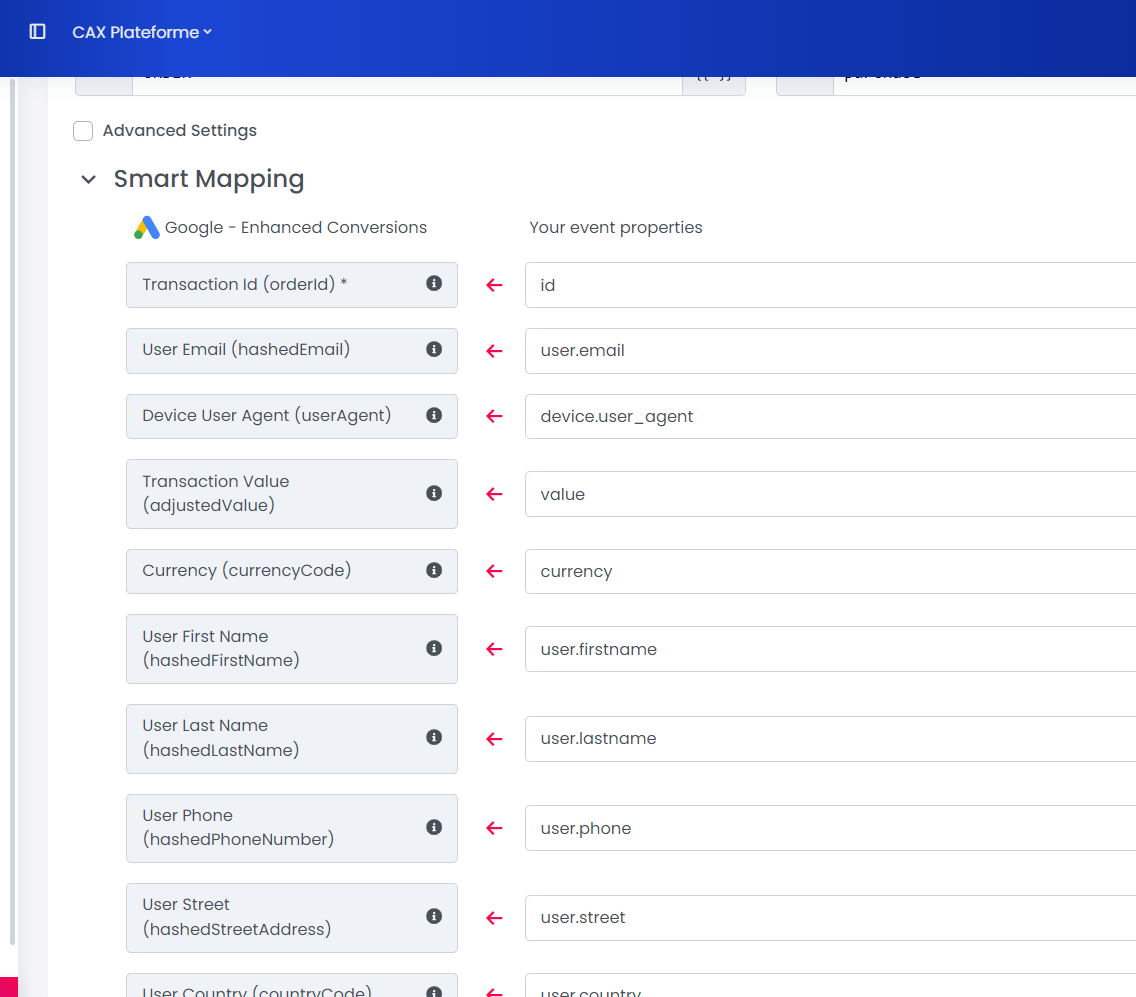 CAX Plateforme
Advanced Settings
Smart Mapping
Google - Enhanced Conversions
Your event properties
Transaction Id (orderId) *
id
User Email (hashedEmail)
user.email
Device User Agent (userAgent)
device.user_agent
Transaction Value
(adjustedValue)
value
Currency (currencyCode)
currency
User First Name
(hashedFirstName)
user.firstname
User Last Name
(hashedLastName)
user.lastname
User Phone
(hashedPhoneNumber)
user.phone
User Street
(hashedStreetAddress)
user.street
User Country (countryCode)
user.country